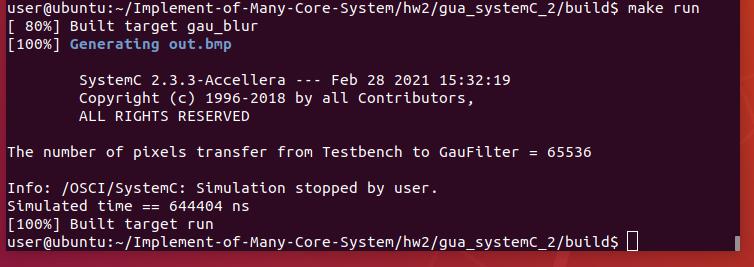 user@ubuntu:~/Implement-of-Many-Core-System/hw2/gua_systemC_2/build$ make run
[ 80%] Built target gau_blur
[100%] Generating out.bmp
SystemC 2.3.3-Accellera --- Feb 28 2021 15:32:19
Copyright (c) 1996-2018 by all Contributors,
ALL RIGHTS RESERVED
The number of pixels transfer from Testbench to GauFilter = 65536
Info: /OSCI/SystemC: Simulation stopped by user.
Simulated time == 644404 ns
[100%] Built target run
user@ubuntu:~/Implement-of-Many-Core-System/hw2/gua_systemC_2/build$